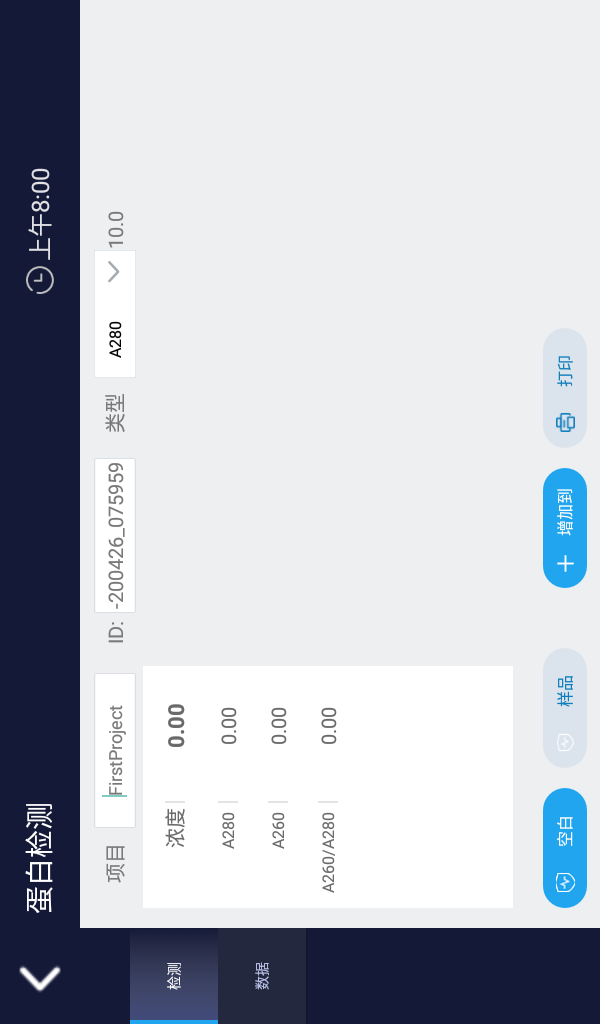 蛋白检测
上午8:00
检测
数据
项目 FirstProject ID: -200426_075959 类型 A280 10.0
浓度 0.00
A280 0.00
A260 0.00
A260/A280 0.00
空白 样品 增加到 打印